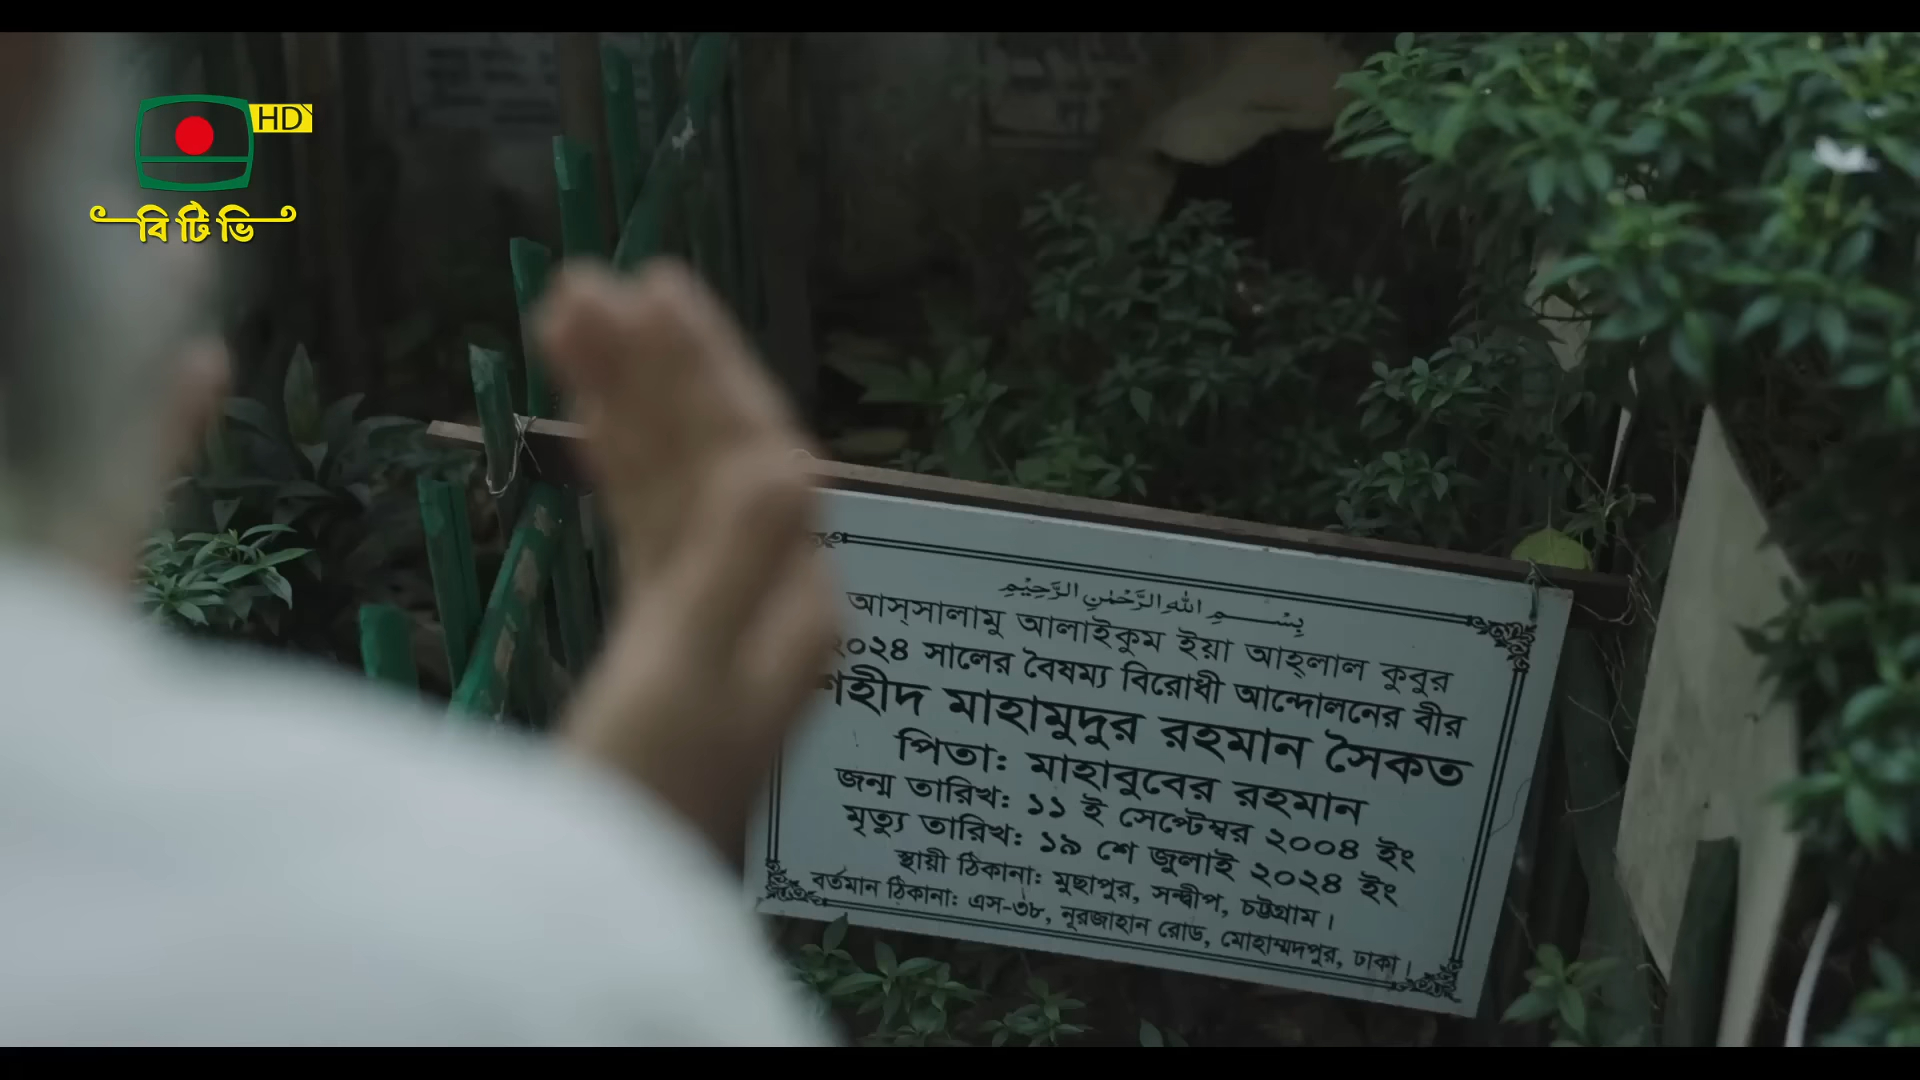 HD
বি টি ভি
بِسْــــمِ اللهِ الرَّحْمٰنِ الرَّحِيْمِ
আস্সালামু আলাইকুম ইয়া আহ্লাল কুবুর
২০২৪ সালের বৈষম্য বিরোধী আন্দোলনের বীর
শহীদ মাহামুদুর রহমান সৈকত
পিতা: মাহাবুবের রহমান
জন্ম তারিখ: ১১ ই সেপ্টেম্বর ২০০৪ ইং
মৃত্যু তারিখ: ১৯ শে জুলাই ২০২৪ ইং
স্থায়ী ঠিকানা: মুছাপুর, সন্দ্বীপ, চট্টগ্রাম।
বর্তমান ঠিকানা: এস-৩৮, নূরজাহান রোড, মোহাম্মদপুর, ঢাকা।